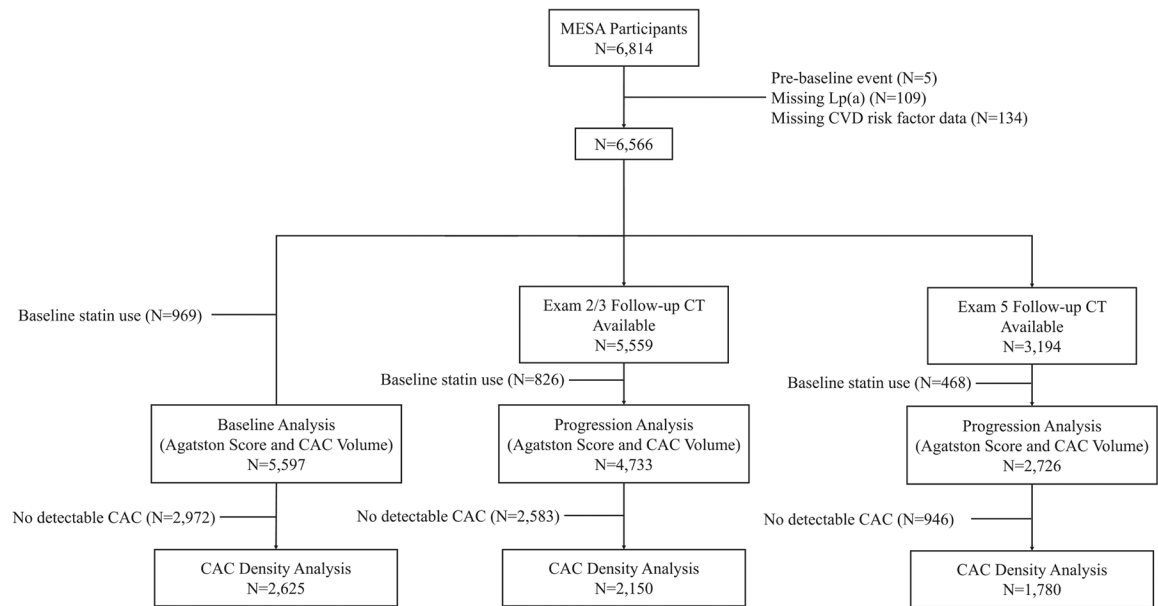 MESA Participants
N=6,814
Pre-baseline event (N=5)
Missing Lp(a) (N=109)
Missing CVD risk factor data (N=134)
N=6,566
Baseline statin use (N=969)
Baseline Analysis
(Agatston Score and CAC Volume)
N=5,597
No detectable CAC (N=2,972)
CAC Density Analysis
N=2,625
Exam 2/3 Follow-up CT
Available
N=5,559
Baseline statin use (N=826)
Progression Analysis
(Agatston Score and CAC Volume)
N=4,733
No detectable CAC (N=2,583)
CAC Density Analysis
N=2,150
Exam 5 Follow-up CT
Available
N=3,194
Baseline statin use (N=468)
Progression Analysis
(Agatston Score and CAC Volume)
N=2,726
No detectable CAC (N=946)
CAC Density Analysis
N=1,780